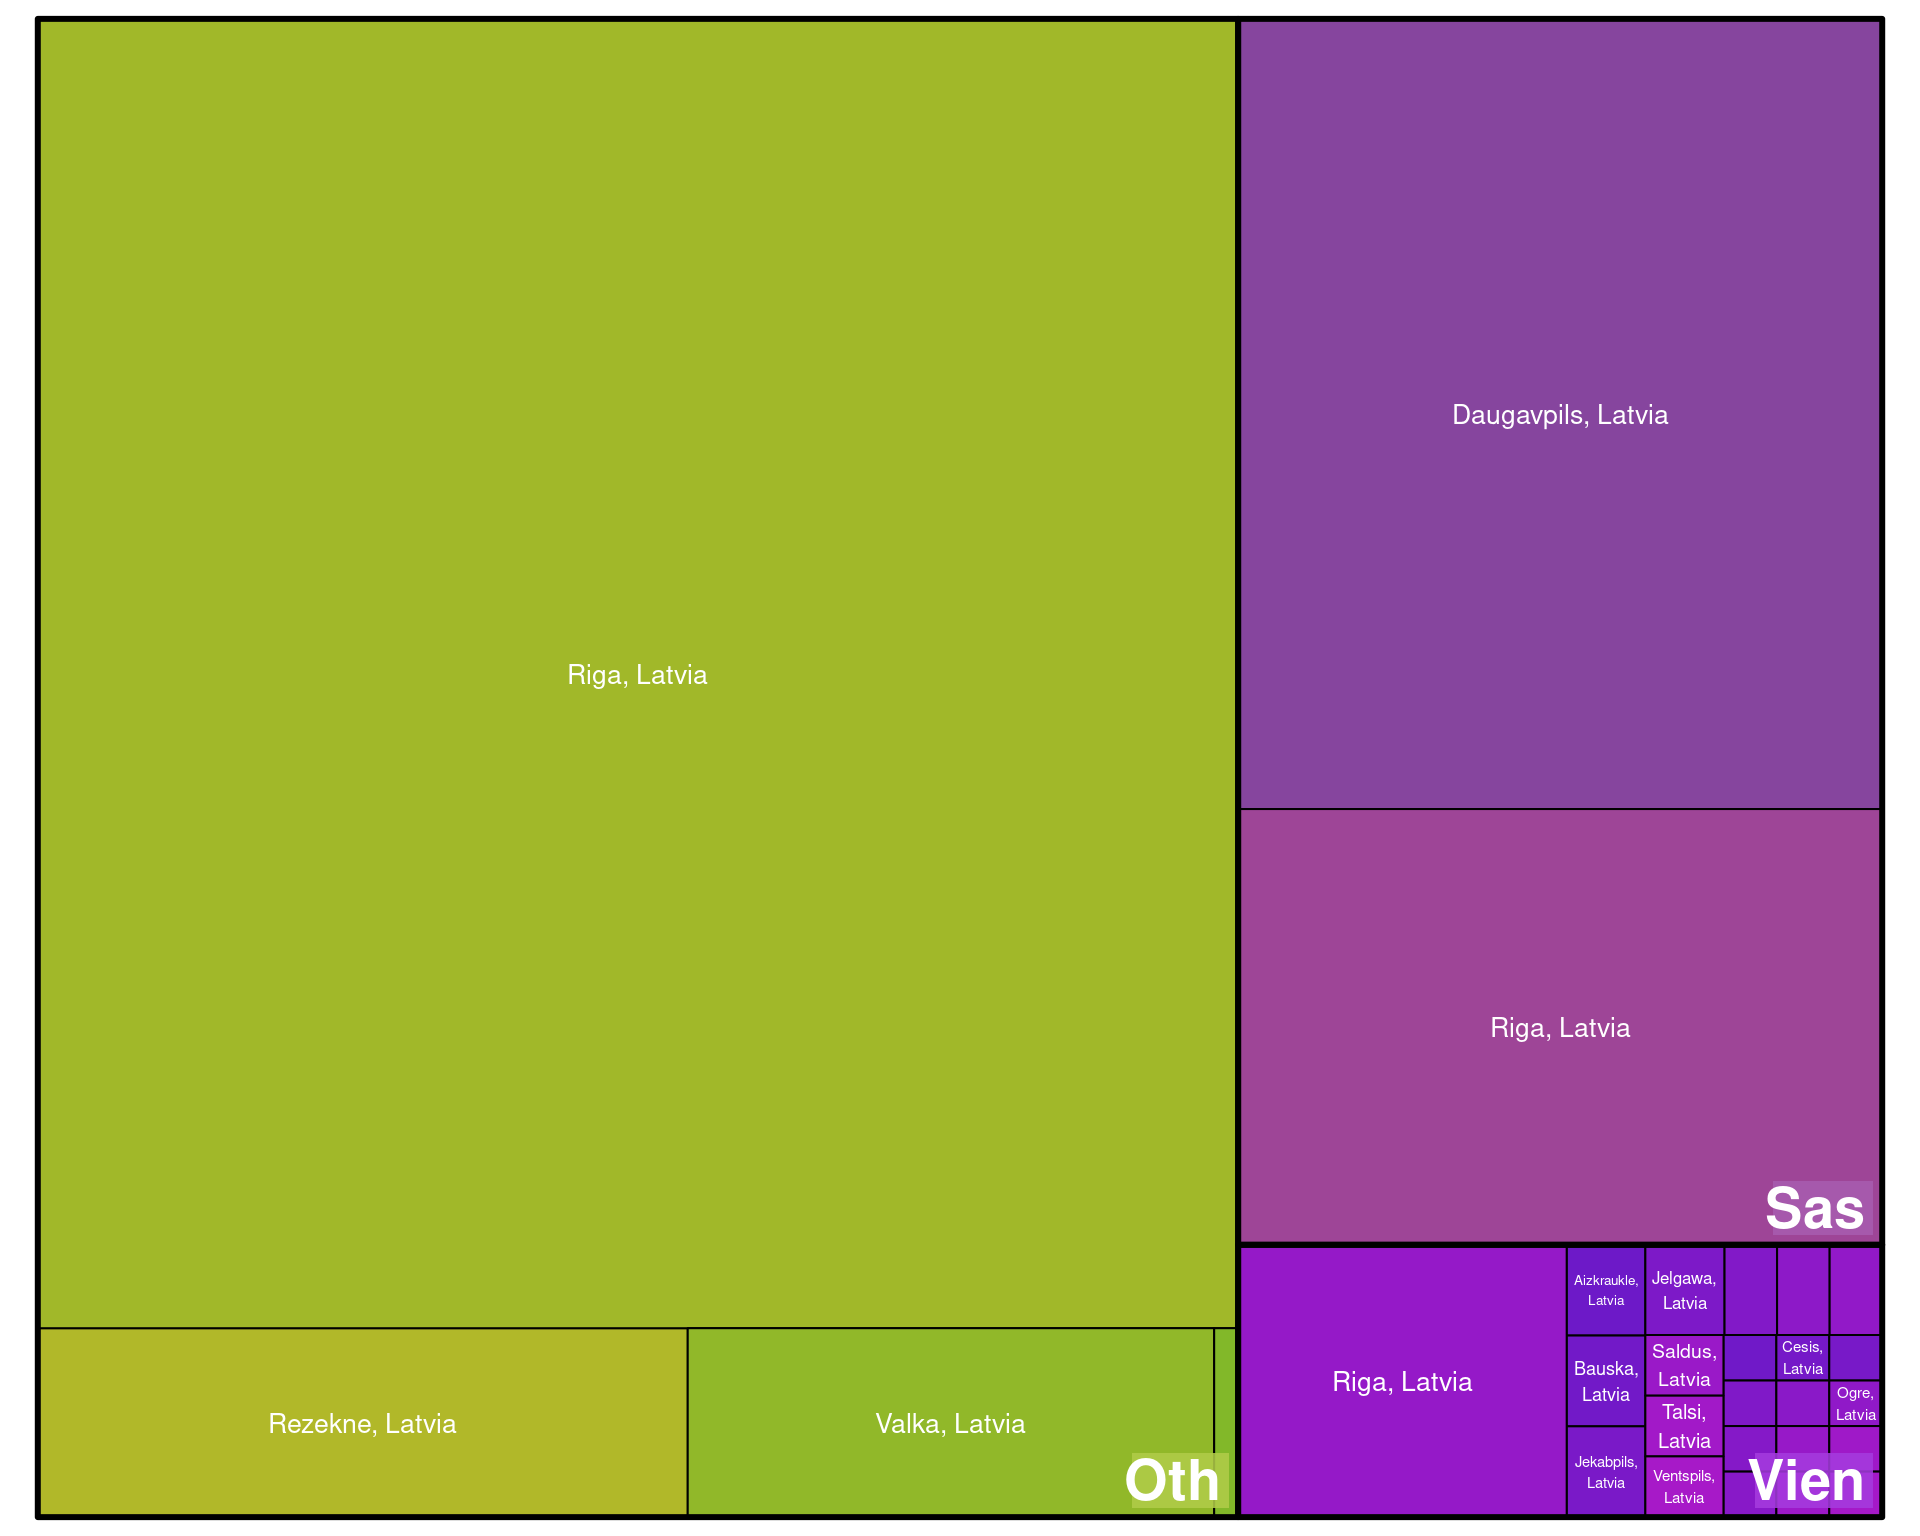 Riga, Latvia
Rezekne, Latvia
Valka, Latvia
Oth
Daugavpils, Latvia
Riga, Latvia
Sas
Riga, Latvia
Aizkraukle,
Latvia
Bauska,
Latvia
Jekabpils,
Latvia
Jelgawa,
Latvia
Saldus,
Latvia
Talsi,
Latvia
Ventspils,
Latvia
Cesis,
Latvia
Ogre,
Latvia
Vien